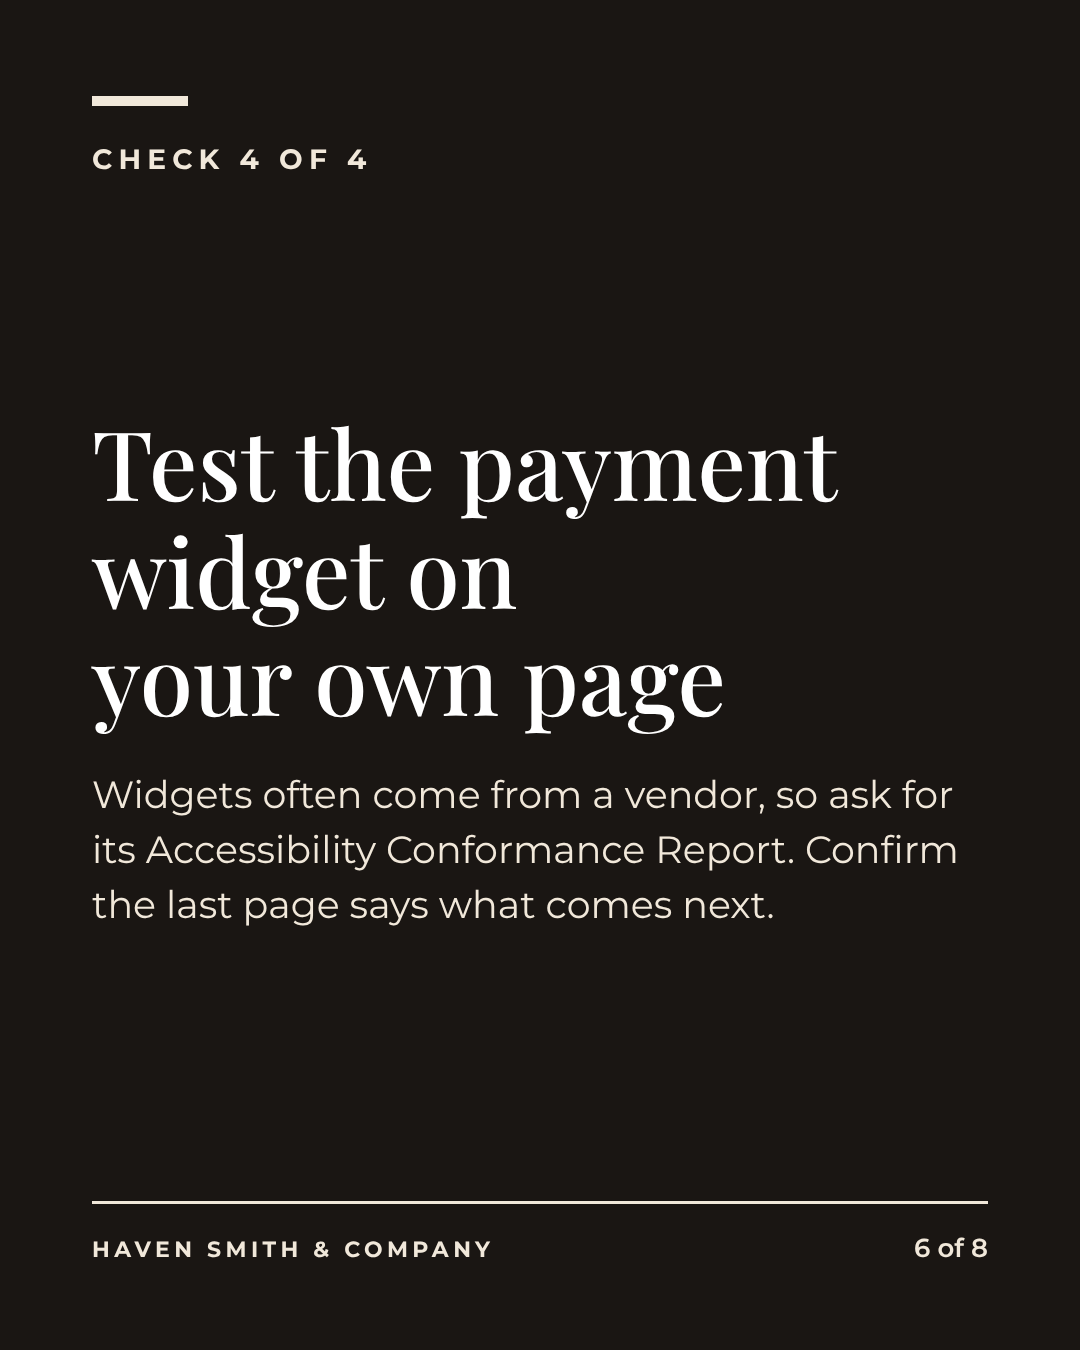 CHECK 4 OF 4
Test the payment
widget on
your own page
Widgets often come from a vendor, so ask for
its Accessibility Conformance Report. Confirm
the last page says what comes next.
HAVEN SMITH & COMPANY
6 of 8